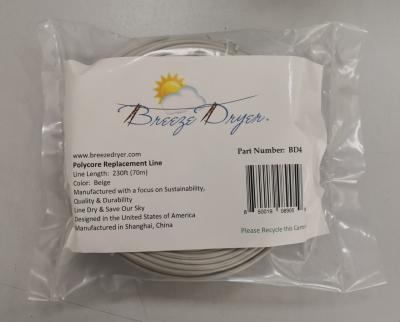 Breeze Dryer®
www.breezedryer.com
Part Number: BD4
Polycore Replacement Line
Line Length: 230ft (70m)
Color: Beige
Manufactured with a focus on Sustainability,
Quality & Durability
Line Dry & Save Our Sky
Designed in the United States of America
Manufactured in Shanghai, China
Please Recycle this